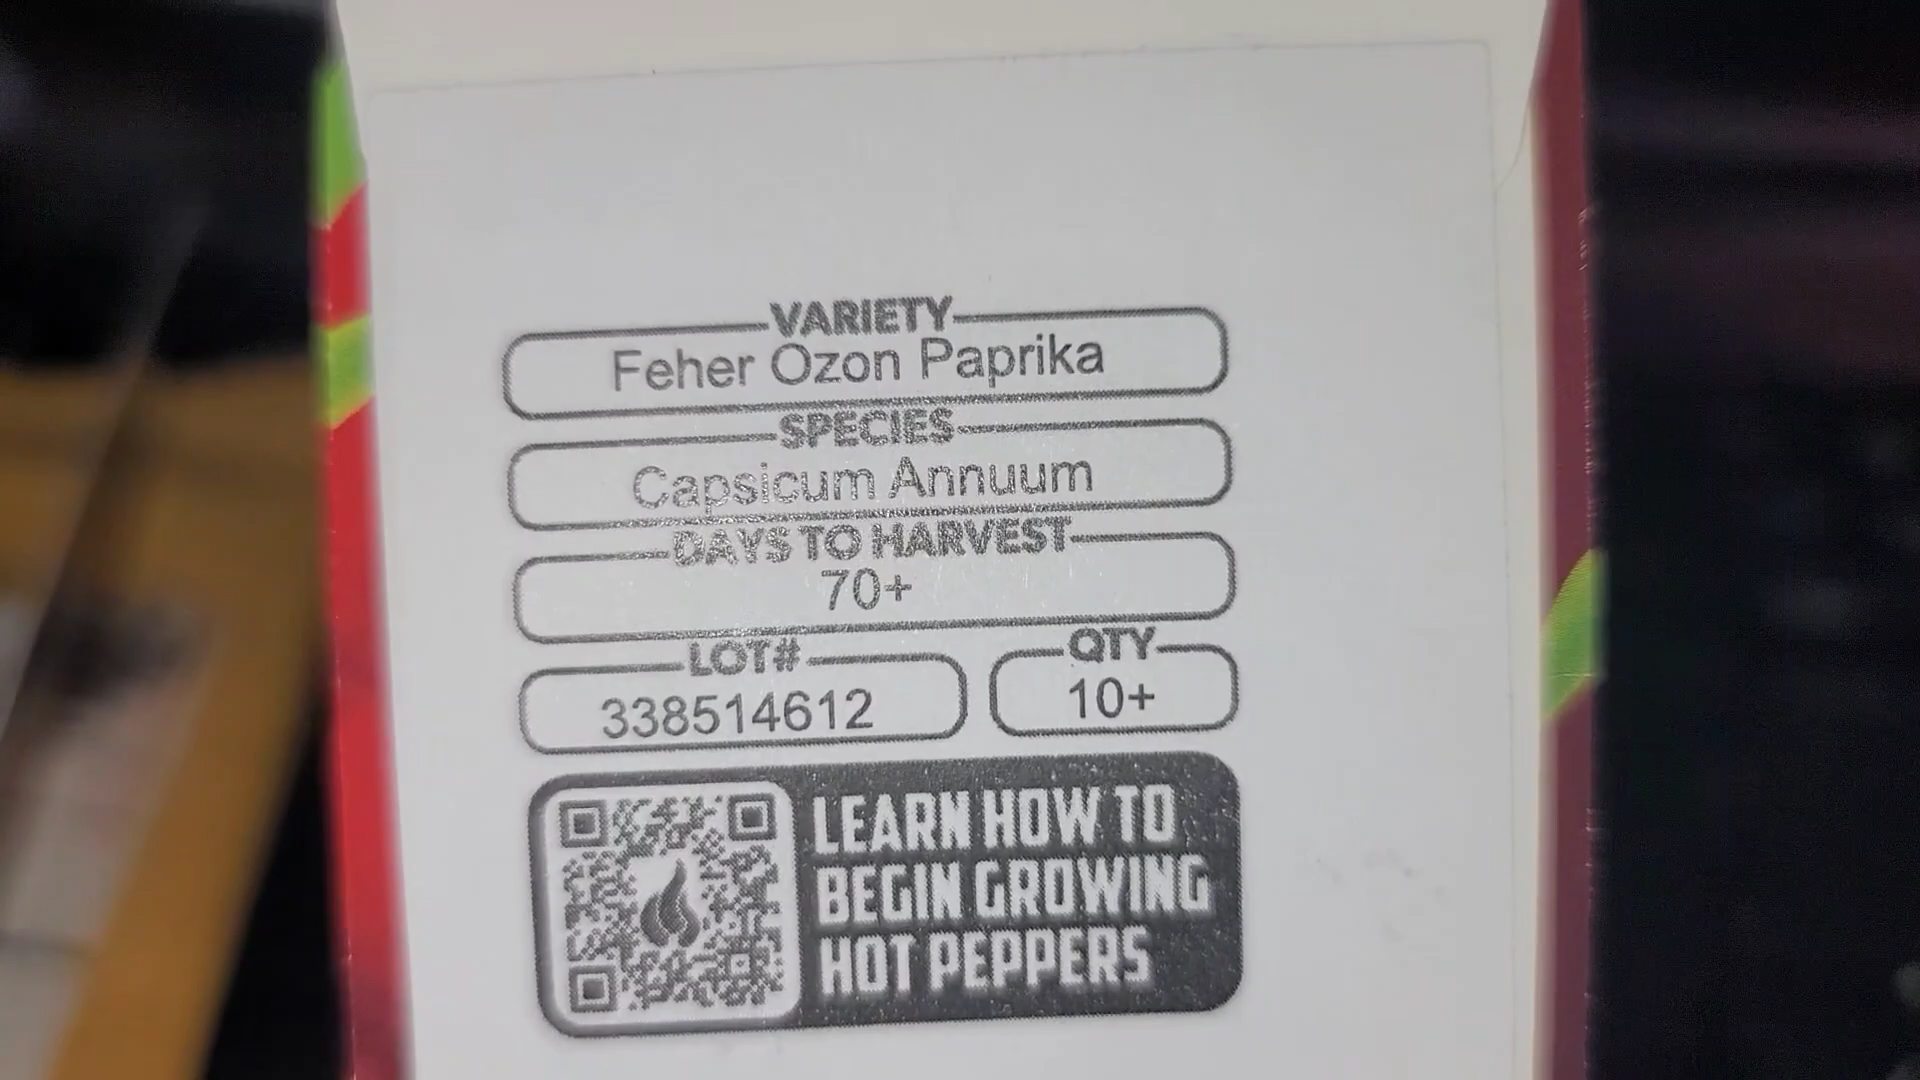 VARIETY
Feher Ozon Paprika
SPECIES
Capsicum Annuum
DAYS TO HARVEST
70+
LOT#
338514612
QTY
10+
LEARN HOW TO
BEGIN GROWING
HOT PEPPERS